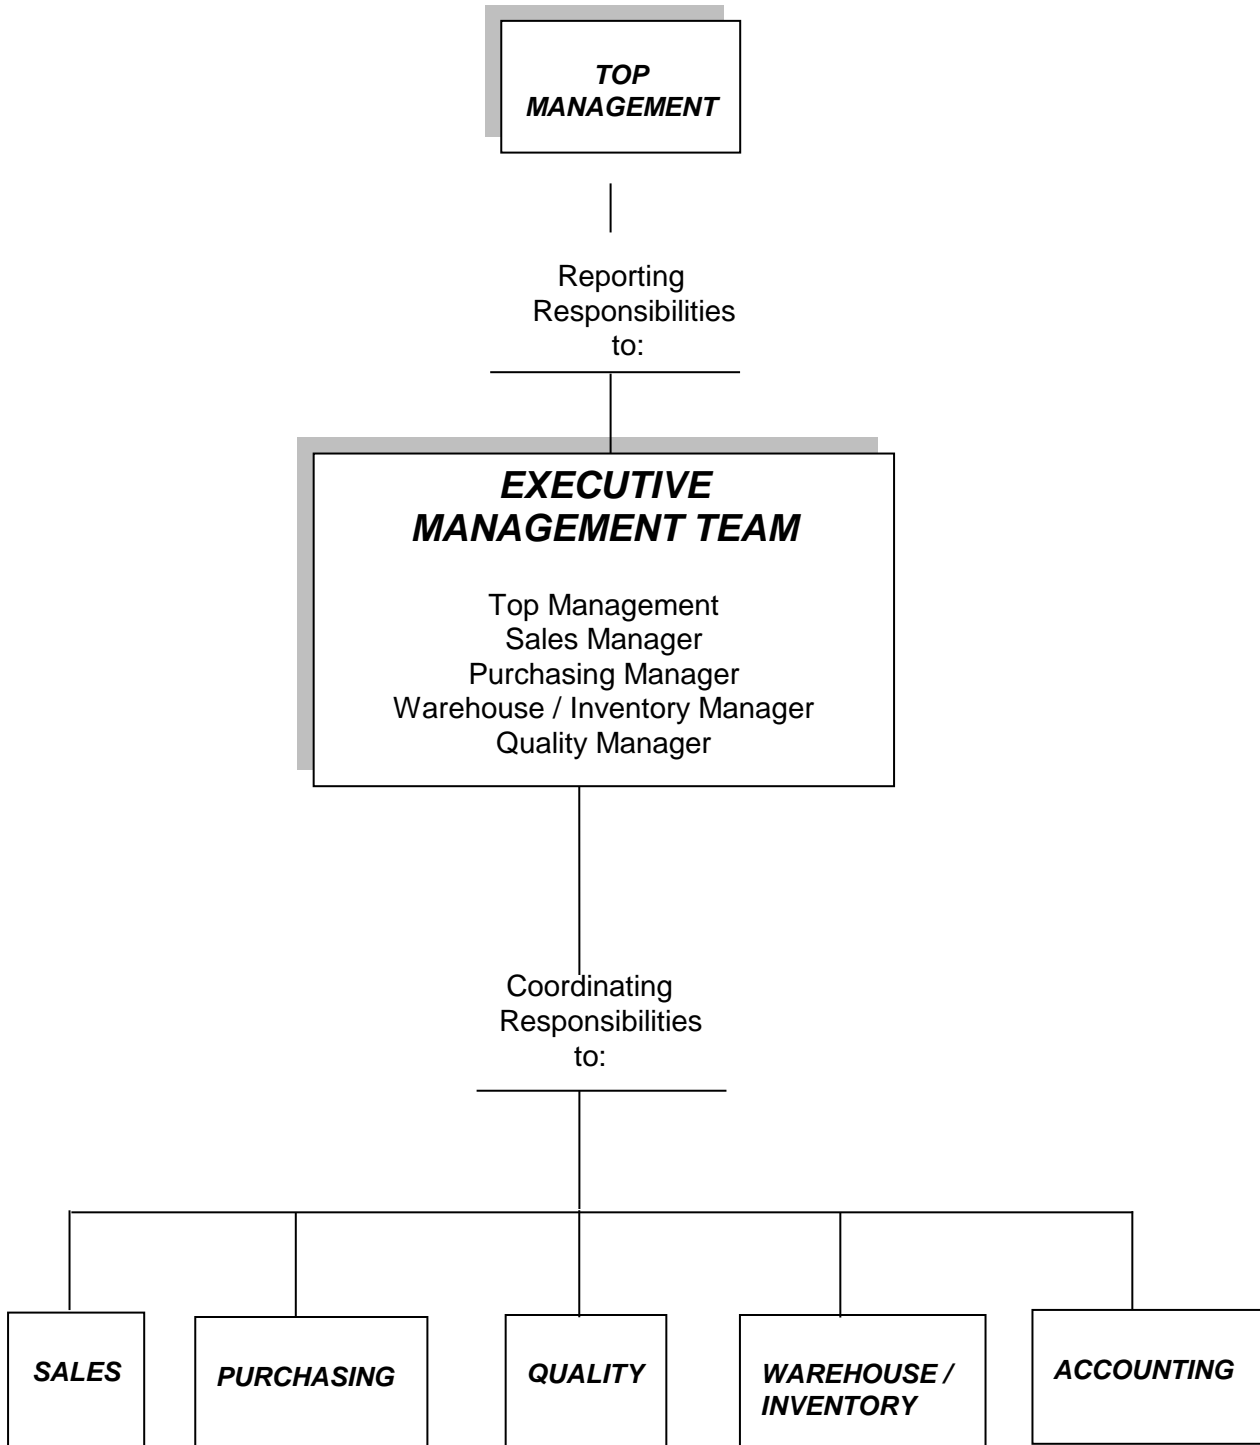 TOP
MANAGEMENT
Reporting
Responsibilities
to:
EXECUTIVE
MANAGEMENT TEAM
Top Management
Sales Manager
Purchasing Manager
Warehouse / Inventory Manager
Quality Manager
Coordinating
Responsibilities
to:
SALES
PURCHASING
QUALITY
WAREHOUSE /
INVENTORY
ACCOUNTING